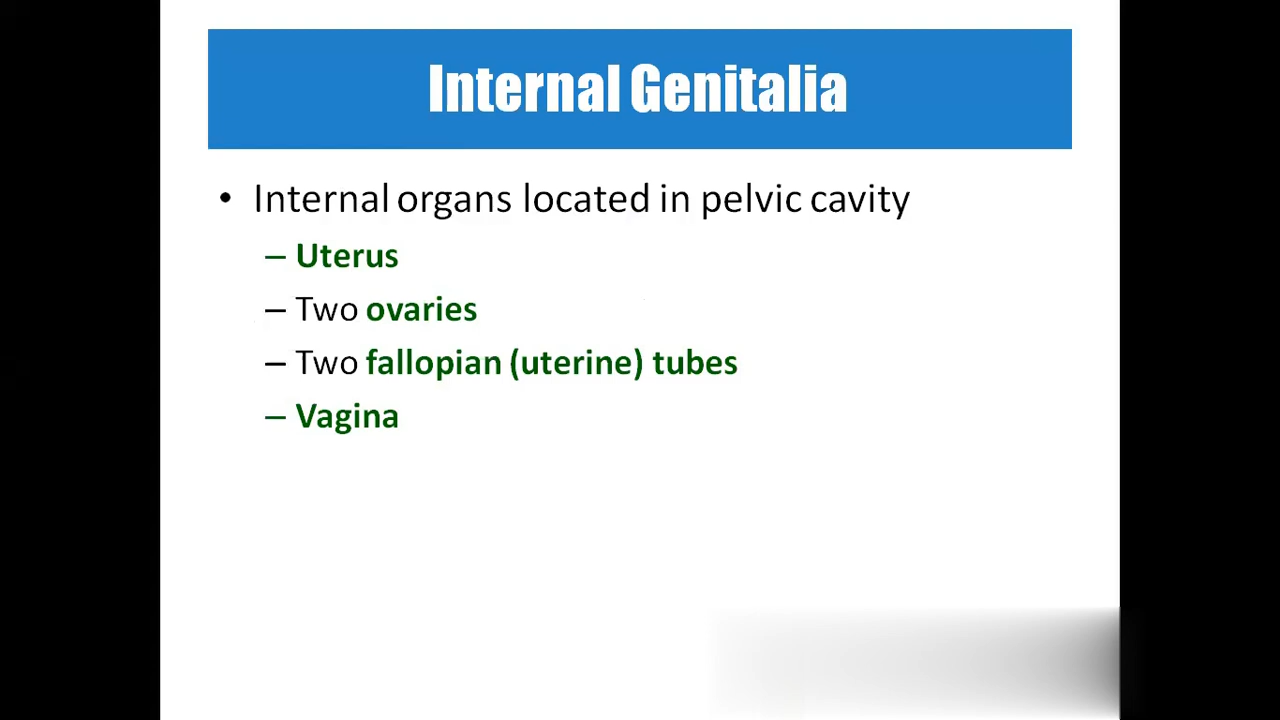 Internal Genitalia
• Internal organs located in pelvic cavity
– Uterus
– Two ovaries
– Two fallopian (uterine) tubes
– Vagina